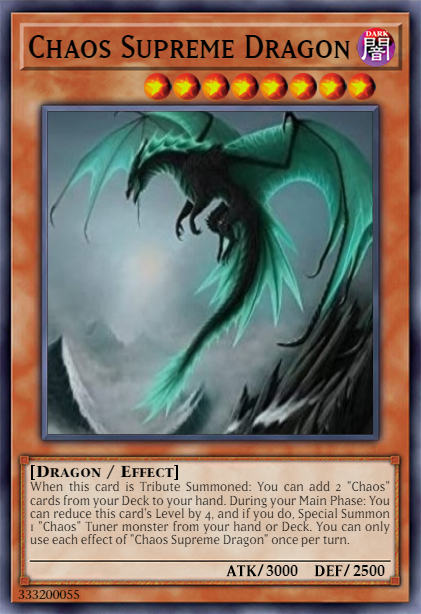 Chaos Supreme Dragon
DARK
闇
[Dragon / Effect]
When this card is Tribute Summoned: You can add 2 "Chaos"
cards from your Deck to your hand. During your Main Phase: You
can reduce this card's Level by 4, and if you do, Special Summon
1 "Chaos" Tuner monster from your hand or Deck. You can only
use each effect of "Chaos Supreme Dragon" once per turn.
ATK/3000 DEF/2500
333200055